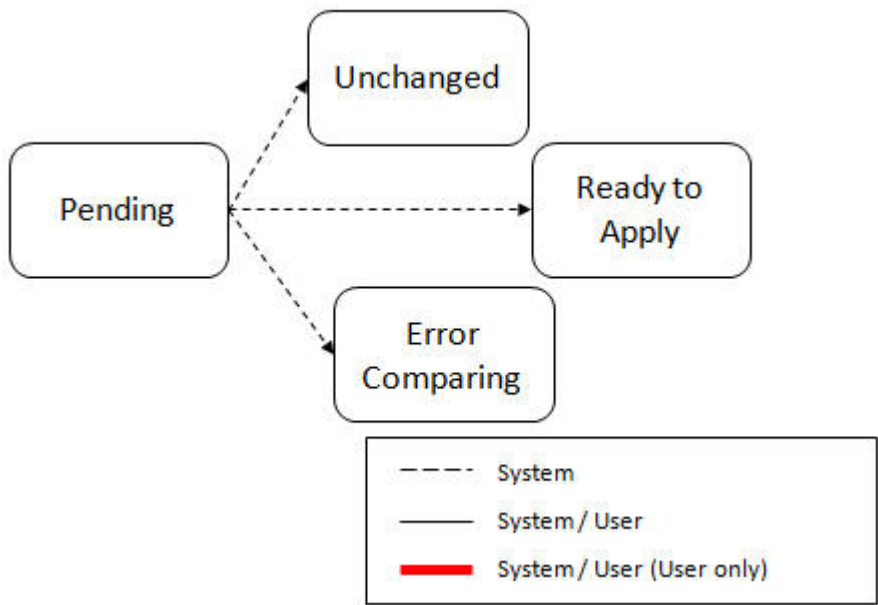 Unchanged
Pending
Ready to
Apply
Error
Comparing
System
System / User
System / User (User only)